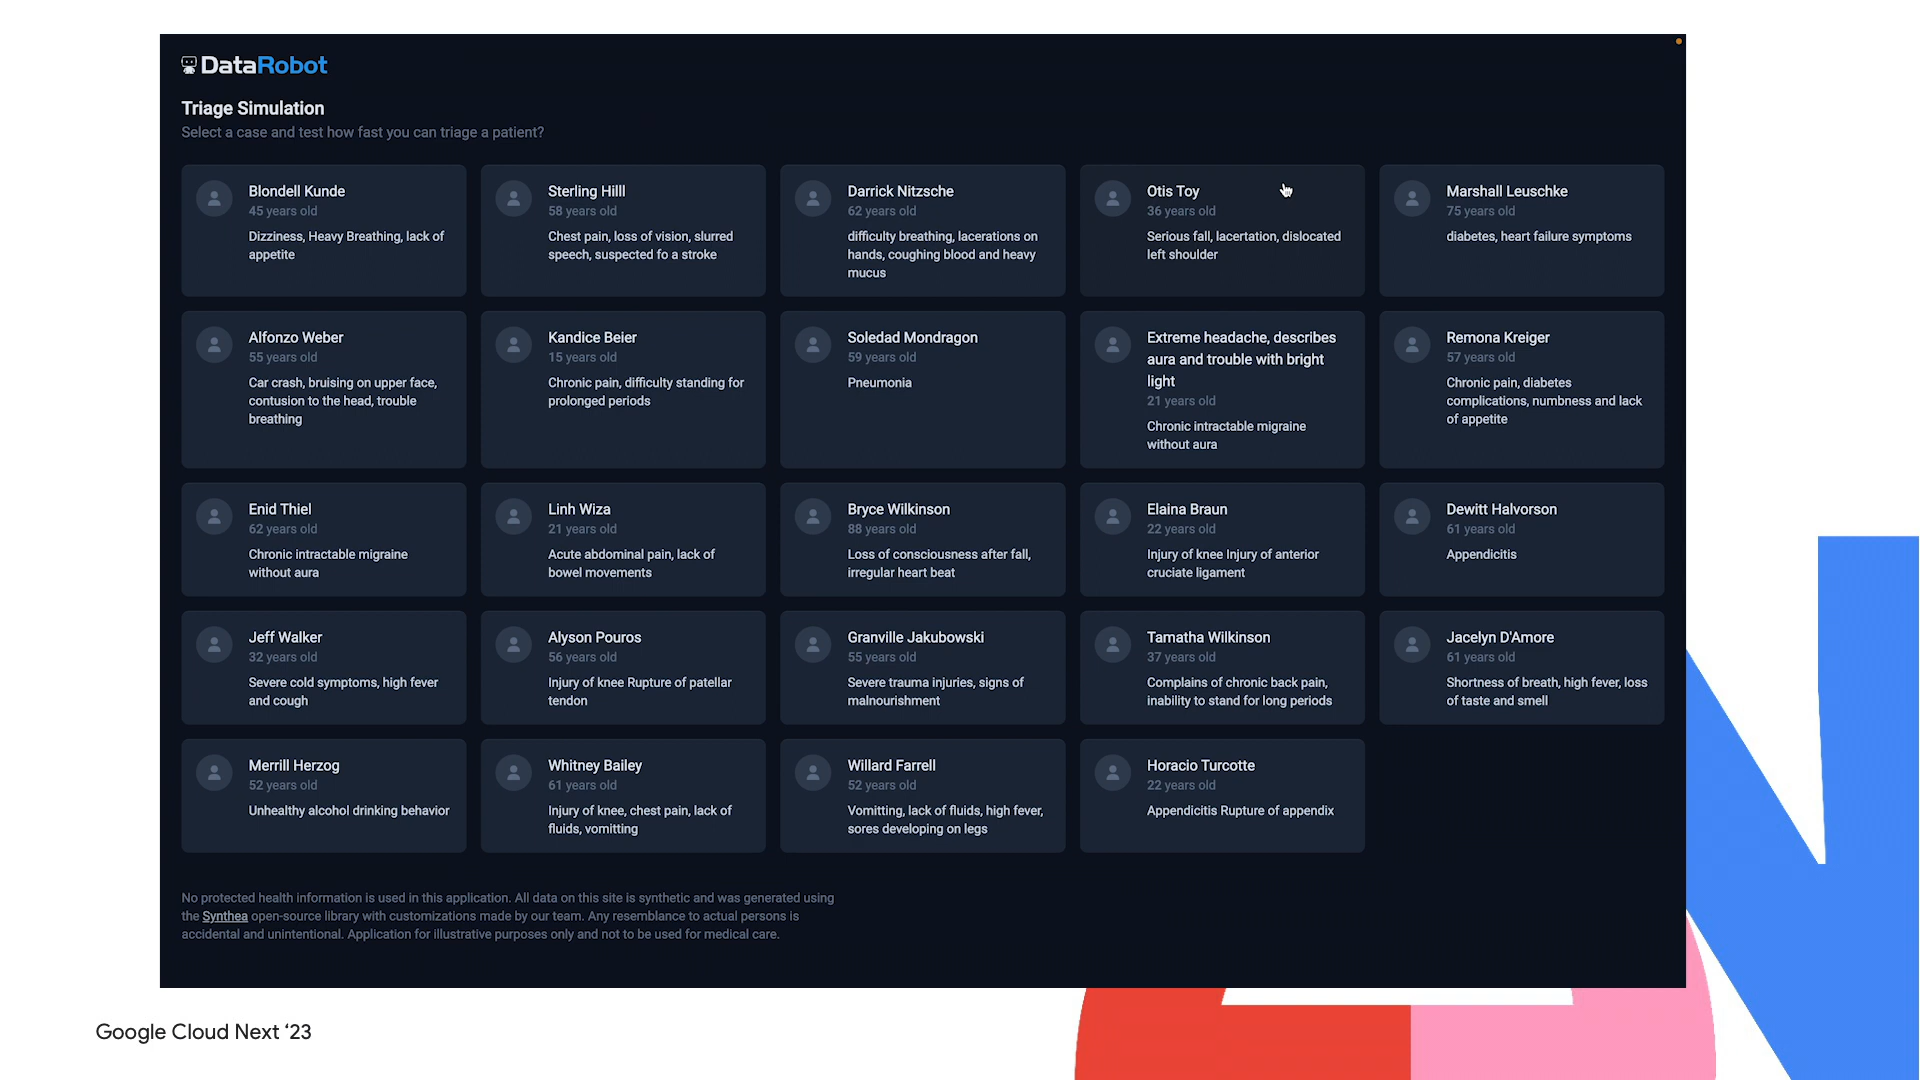 DataRobot
Triage Simulation
Select a case and test how fast you can triage a patient?
Blondell Kunde
45 years old
Dizziness, Heavy Breathing, lack of
appetite
Sterling Hilll
58 years old
Chest pain, loss of vision, slurred
speech, suspected fo a stroke
Darrick Nitzsche
62 years old
difficulty breathing, lacerations on
hands, coughing blood and heavy
mucus
Otis Toy
36 years old
Serious fall, lacertation, dislocated
left shoulder
Marshall Leuschke
75 years old
diabetes, heart failure symptoms
Alfonzo Weber
55 years old
Car crash, bruising on upper face,
contusion to the head, trouble
breathing
Kandice Beier
15 years old
Chronic pain, difficulty standing for
prolonged periods
Soledad Mondragon
59 years old
Pneumonia
Extreme headache, describes
aura and trouble with bright
light
21 years old
Chronic intractable migraine
without aura
Remona Kreiger
57 years old
Chronic pain, diabetes
complications, numbness and lack
of appetite
Enid Thiel
62 years old
Chronic intractable migraine
without aura
Linh Wiza
21 years old
Acute abdominal pain, lack of
bowel movements
Bryce Wilkinson
88 years old
Loss of consciousness after fall,
irregular heart beat
Elaina Braun
22 years old
Injury of knee Injury of anterior
cruciate ligament
Dewitt Halvorson
61 years old
Appendicitis
Jeff Walker
32 years old
Severe cold symptoms, high fever
and cough
Alyson Pouros
56 years old
Injury of knee Rupture of patellar
tendon
Granville Jakubowski
55 years old
Severe trauma injuries, signs of
malnourishment
Tamatha Wilkinson
37 years old
Complains of chronic back pain,
inability to stand for long periods
Jacelyn D'Amore
61 years old
Shortness of breath, high fever, loss
of taste and smell
Merrill Herzog
52 years old
Unhealthy alcohol drinking behavior
Whitney Bailey
61 years old
Injury of knee, chest pain, lack of
fluids, vomitting
Willard Farrell
52 years old
Vomitting, lack of fluids, high fever,
sores developing on legs
Horacio Turcotte
22 years old
Appendicitis Rupture of appendix
No protected health information is used in this application. All data on this site is synthetic and was generated using
the Synthea open-source library with customizations made by our team. Any resemblance to actual persons is
accidental and unintentional. Application for illustrative purposes only and not to be used for medical care.
Google Cloud Next ‘23